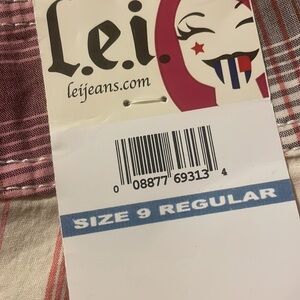 l.e.i.
leijeans.com
0 08877 69313 4
SIZE 9 REGULAR